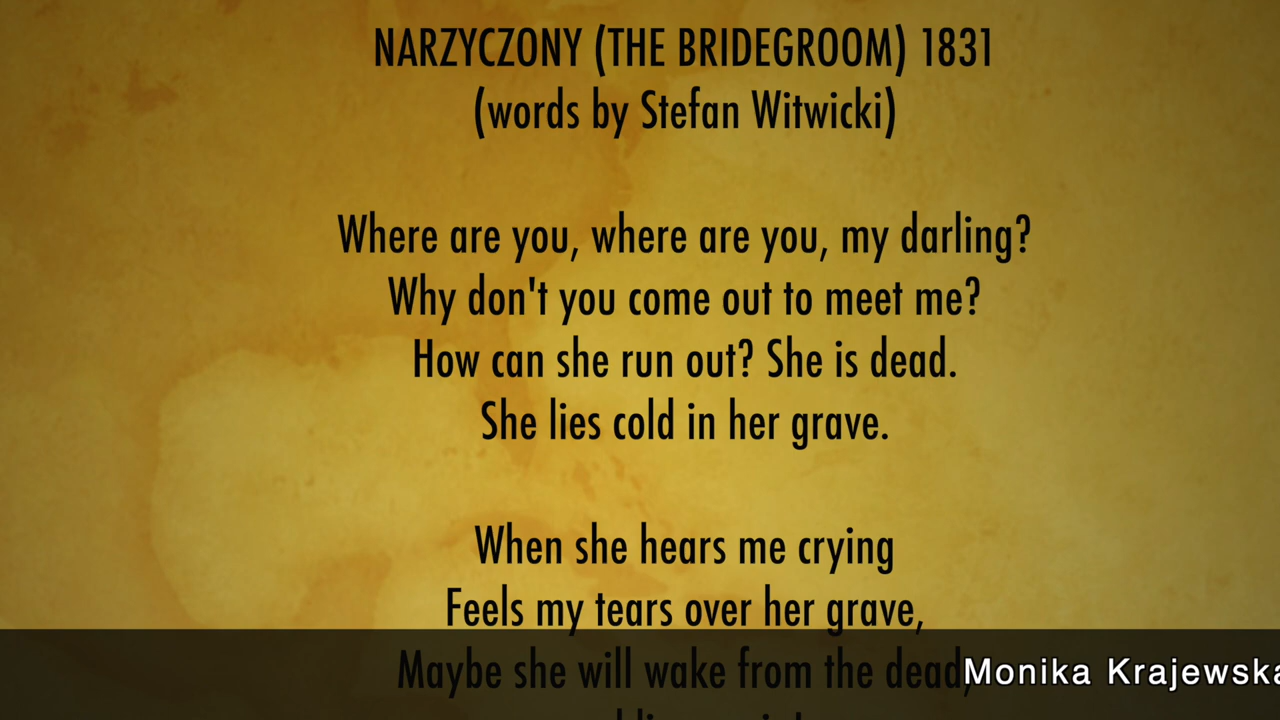 NARZYCZONY (THE BRIDEGROOM) 1831
(words by Stefan Witwicki)
Where are you, where are you, my darling?
Why don't you come out to meet me?
How can she run out? She is dead.
She lies cold in her grave.
When she hears me crying
Feels my tears over her grave,
Maybe she will wake from the dead,
Monika Krajewska